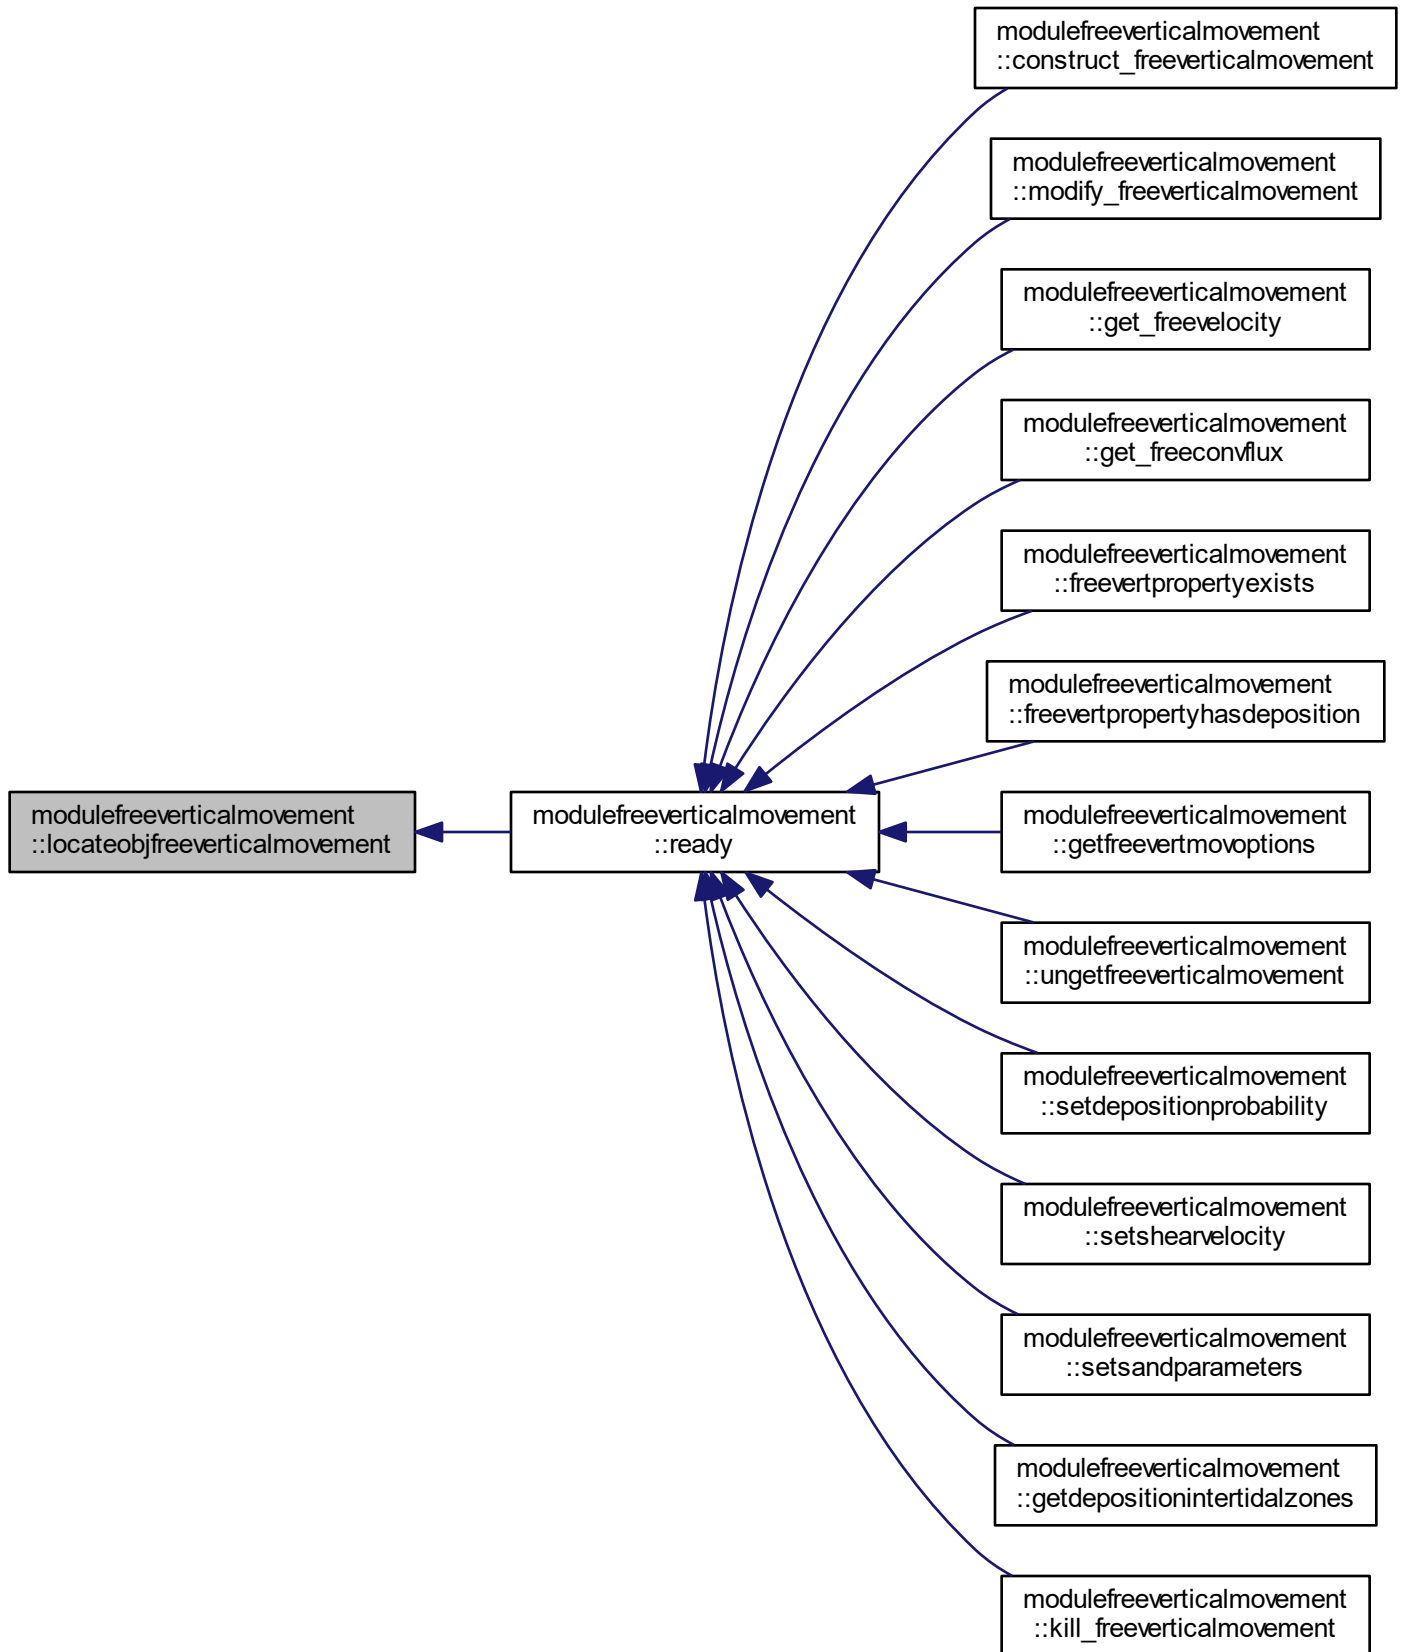 modulefreeverticalmovement
::construct_freeverticalmovement
modulefreeverticalmovement
::modify_freeverticalmovement
modulefreeverticalmovement
::get_freevelocity
modulefreeverticalmovement
::get_freeconvflux
modulefreeverticalmovement
::freevertpropertyexists
modulefreeverticalmovement
::freevertpropertyhasdeposition
modulefreeverticalmovement
::locateobjfreeverticalmovement
modulefreeverticalmovement
::ready
modulefreeverticalmovement
::getfreevertmovoptions
modulefreeverticalmovement
::ungetfreeverticalmovement
modulefreeverticalmovement
::setdepositionprobability
modulefreeverticalmovement
::setshearvelocity
modulefreeverticalmovement
::setsandparameters
modulefreeverticalmovement
::getdepositionintertidalzones
modulefreeverticalmovement
::kill_freeverticalmovement